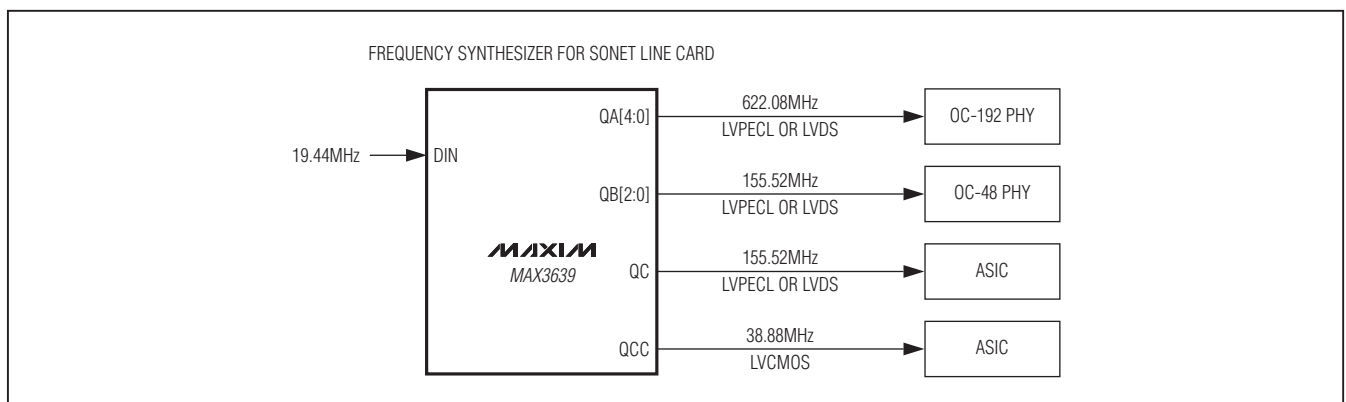 FREQUENCY SYNTHESIZER FOR SONET LINE CARD
19.44MHz
DIN
QA[4:0]
622.08MHz
LVPECL OR LVDS
OC-192 PHY
QB[2:0]
155.52MHz
LVPECL OR LVDS
OC-48 PHY
MAXIM
MAX3639
QC
155.52MHz
LVPECL OR LVDS
ASIC
QCC
38.88MHz
LVCMOS
ASIC